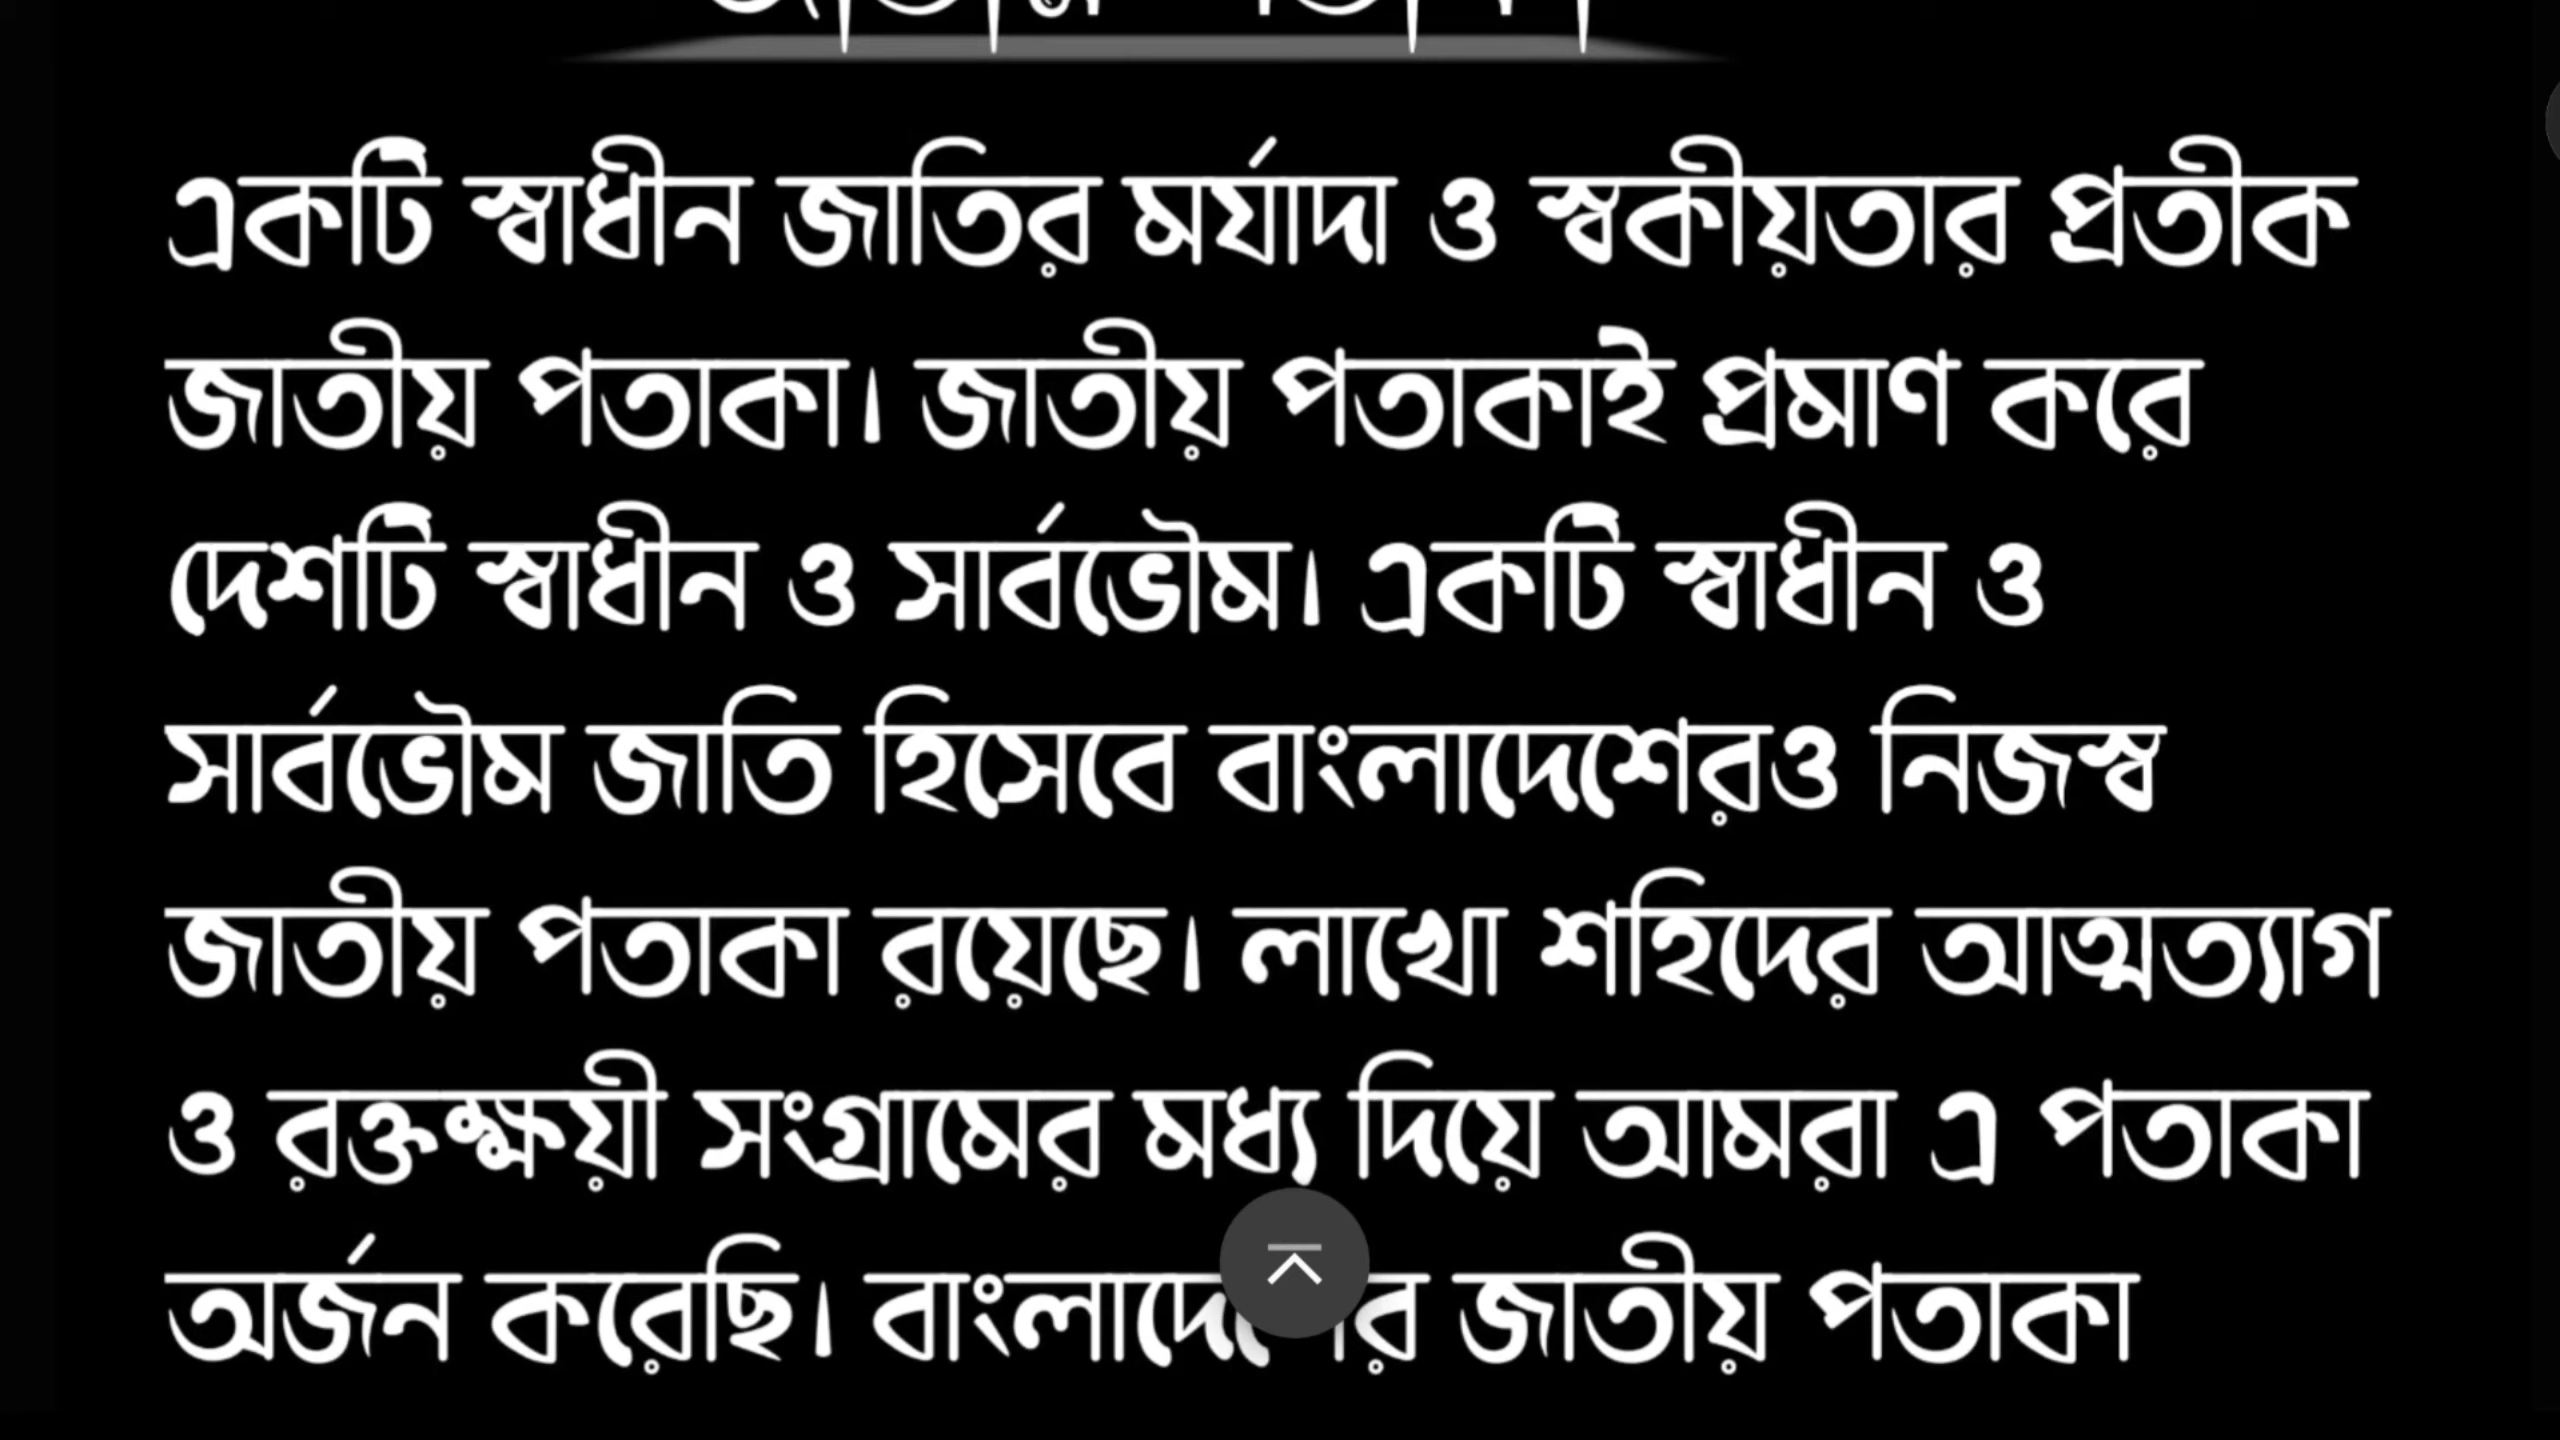 একটি স্বাধীন জাতির মর্যাদা ও স্বকীয়তার প্রতীক
জাতীয় পতাকা। জাতীয় পতাকাই প্রমাণ করে
দেশটি স্বাধীন ও সার্বভৌম। একটি স্বাধীন ও
সার্বভৌম জাতি হিসেবে বাংলাদেশেরও নিজস্ব
জাতীয় পতাকা রয়েছে। লাখো শহিদের আত্মত্যাগ
ও রক্তক্ষয়ী সংগ্রামের মধ্য দিয়ে আমরা এ পতাকা
অর্জন করেছি। জাতীয় পতাকা